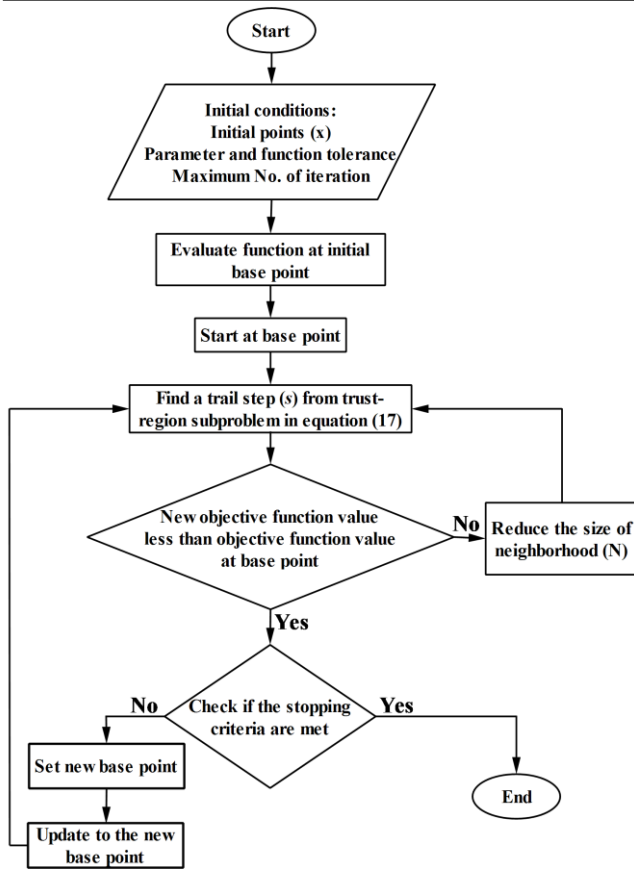 Start
Initial conditions:
Initial points (x)
Parameter and function tolerance
Maximum No. of iteration
Evaluate function at initial
base point
Start at base point
Find a trail step (s) from trust-
region subproblem in equation (17)
New objective function value
less than objective function value
at base point
No
Reduce the size of
neighborhood (N)
Yes
Check if the stopping
criteria are met
No
Yes
Set new base point
Update to the new
base point
End